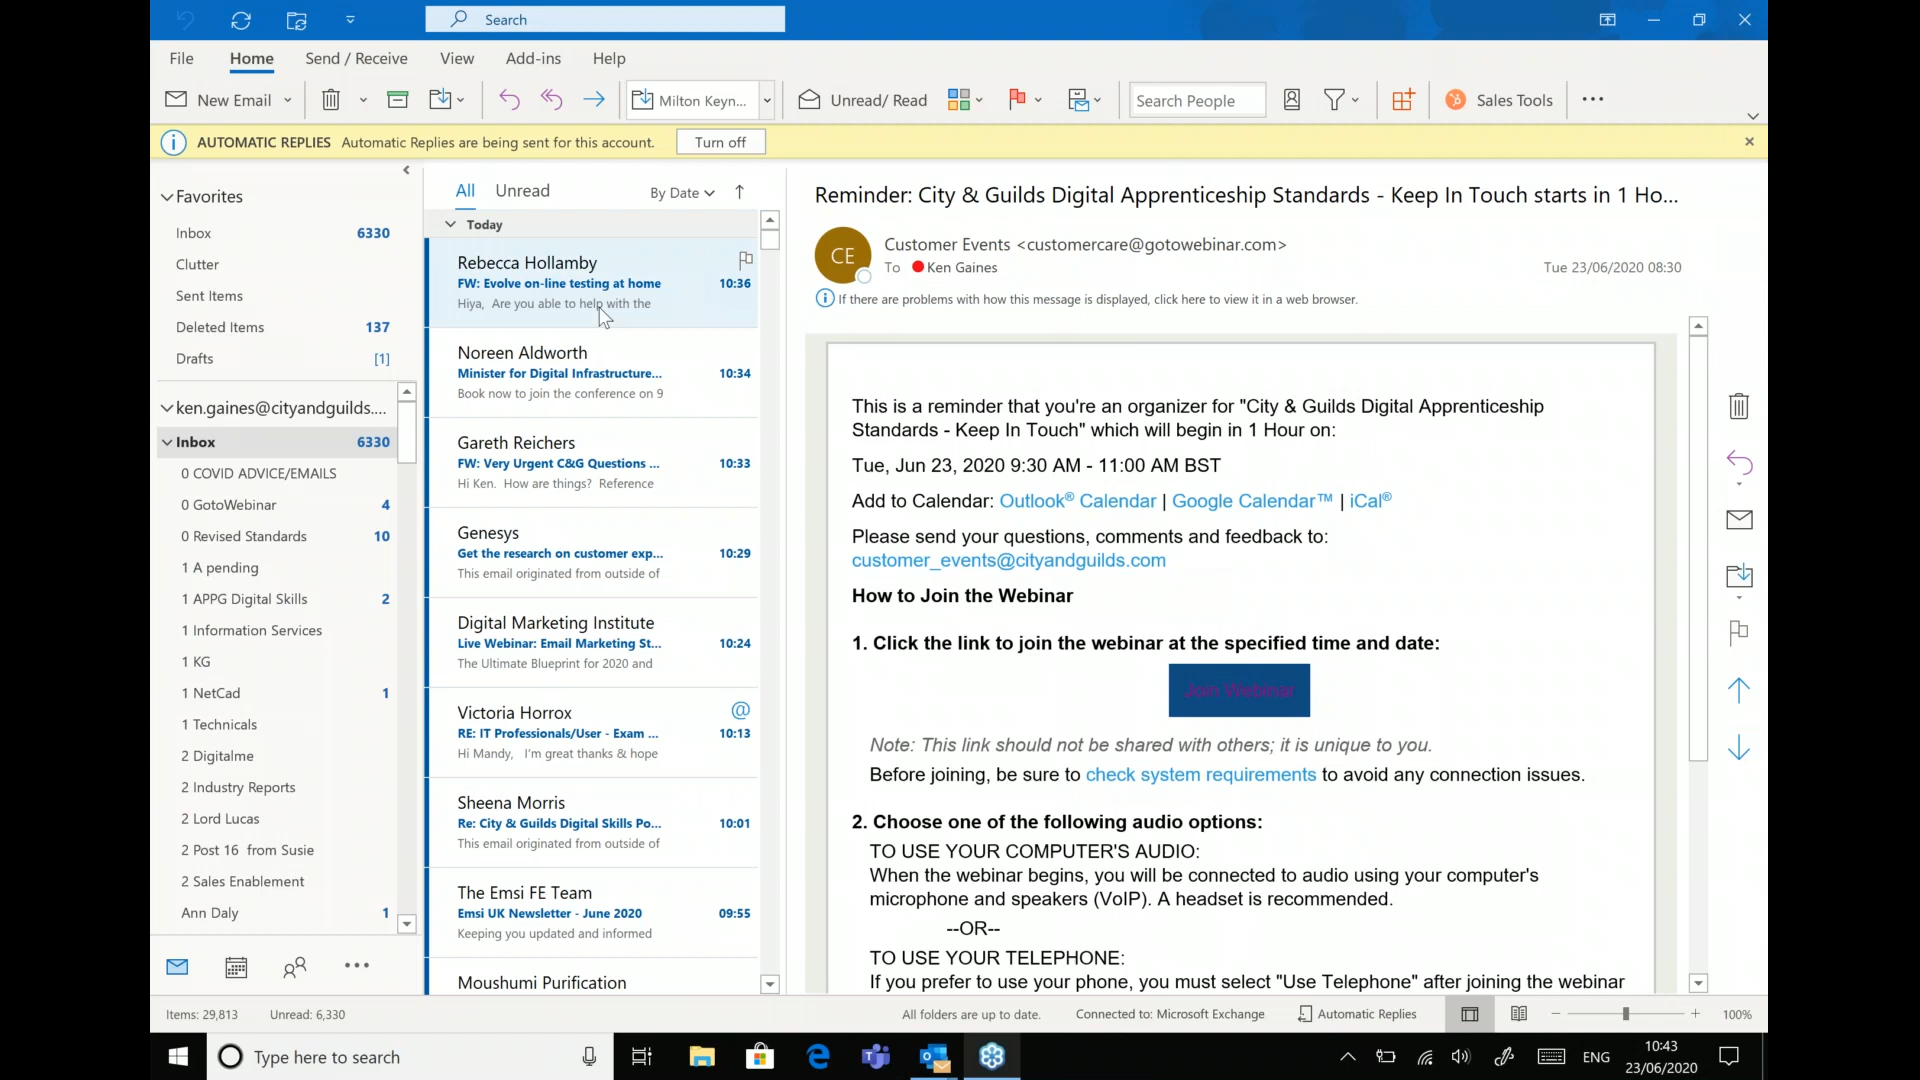 Search
File Home Send / Receive View Add-ins Help
New Email Milton Keyn... Unread/ Read Search People Sales Tools
AUTOMATIC REPLIES Automatic Replies are being sent for this account. Turn off
Favorites
Inbox 6330
Clutter
Sent Items
Deleted Items 137
Drafts [1]
ken.gaines@cityandguilds....
Inbox 6330
0 COVID ADVICE/EMAILS
0 GotoWebinar 4
0 Revised Standards 10
1 A pending
1 APPG Digital Skills 2
1 Information Services
1 KG
1 NetCad 1
1 Technicals
2 Digitalme
2 Industry Reports
2 Lord Lucas
2 Post 16 from Susie
2 Sales Enablement
Ann Daly 1
All Unread By Date
Today
Rebecca Hollamby
FW: Evolve on-line testing at home 10:36
Hiya, Are you able to help with the
Noreen Aldworth
Minister for Digital Infrastructure... 10:34
Book now to join the conference on 9
Gareth Reichers
FW: Very Urgent C&G Questions ... 10:33
Hi Ken. How are things? Reference
Genesys
Get the research on customer exp... 10:29
This email originated from outside of
Digital Marketing Institute
Live Webinar: Email Marketing St... 10:24
The Ultimate Blueprint for 2020 and
Victoria Horrox @
RE: IT Professionals/User - Exam ... 10:13
Hi Mandy, I'm great thanks & hope
Sheena Morris
Re: City & Guilds Digital Skills Po... 10:01
This email originated from outside of
The Emsi FE Team
Emsi UK Newsletter - June 2020 09:55
Keeping you updated and informed
Moushumi Purification
Reminder: City & Guilds Digital Apprenticeship Standards - Keep In Touch starts in 1 Ho...
CE
Customer Events <customercare@gotowebinar.com>
To Ken Gaines
Tue 23/06/2020 08:30
If there are problems with how this message is displayed, click here to view it in a web browser.
This is a reminder that you're an organizer for "City & Guilds Digital Apprenticeship
Standards - Keep In Touch" which will begin in 1 Hour on:
Tue, Jun 23, 2020 9:30 AM - 11:00 AM BST
Add to Calendar: Outlook® Calendar | Google Calendar™ | iCal®
Please send your questions, comments and feedback to:
customer_events@cityandguilds.com
How to Join the Webinar
1. Click the link to join the webinar at the specified time and date:
Join Webinar
Note: This link should not be shared with others; it is unique to you.
Before joining, be sure to check system requirements to avoid any connection issues.
2. Choose one of the following audio options:
TO USE YOUR COMPUTER'S AUDIO:
When the webinar begins, you will be connected to audio using your computer's
microphone and speakers (VoIP). A headset is recommended.
--OR--
TO USE YOUR TELEPHONE:
If you prefer to use your phone, you must select "Use Telephone" after joining the webinar
Items: 29,813 Unread: 6,330 All folders are up to date. Connected to: Microsoft Exchange Automatic Replies 100%
Type here to search
ENG
10:43
23/06/2020